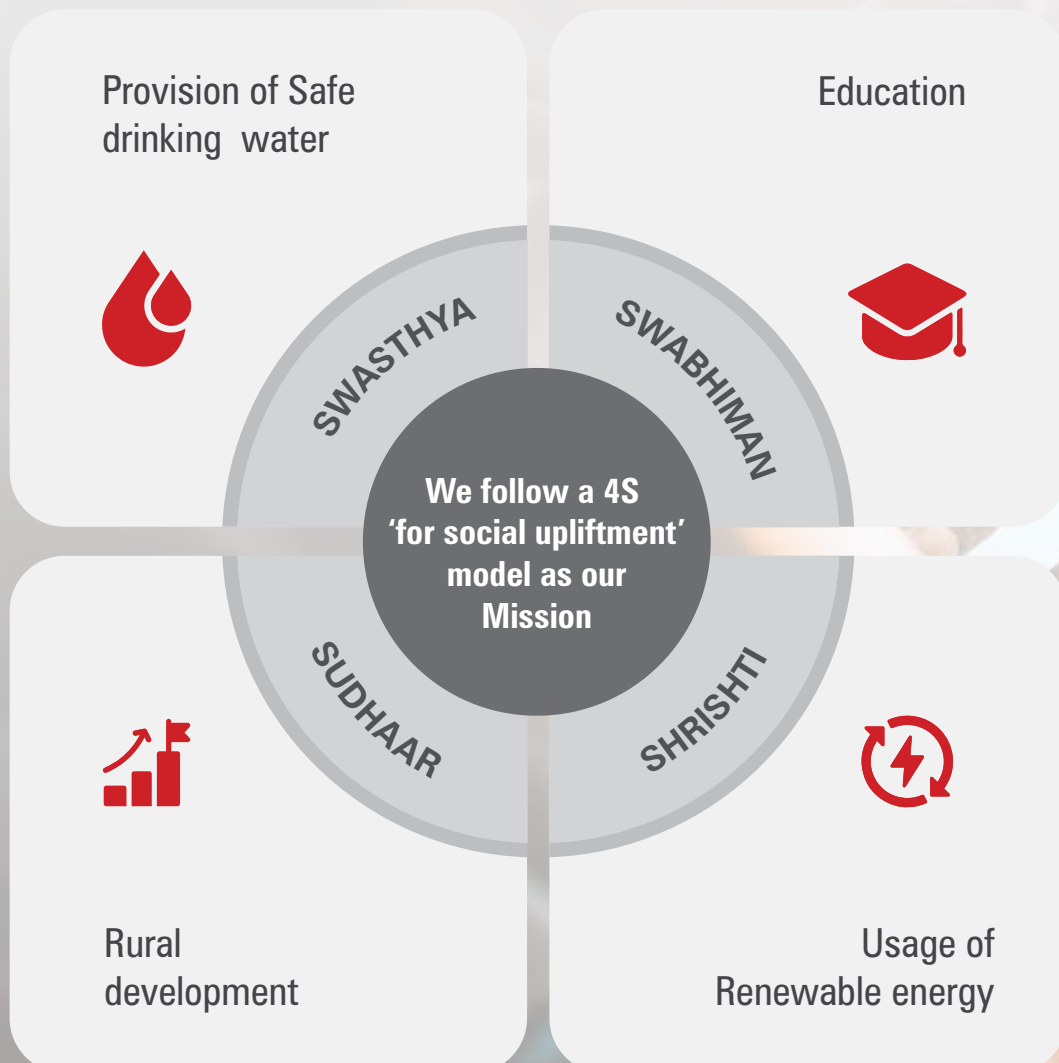 Provision of Safe
drinking water
Education
SWASTHYA
SWABHIMAN
We follow a 4S
‘for social upliftment’
model as our
Mission
SUDHAAR
SHRISHTI
Rural
development
Usage of
Renewable energy